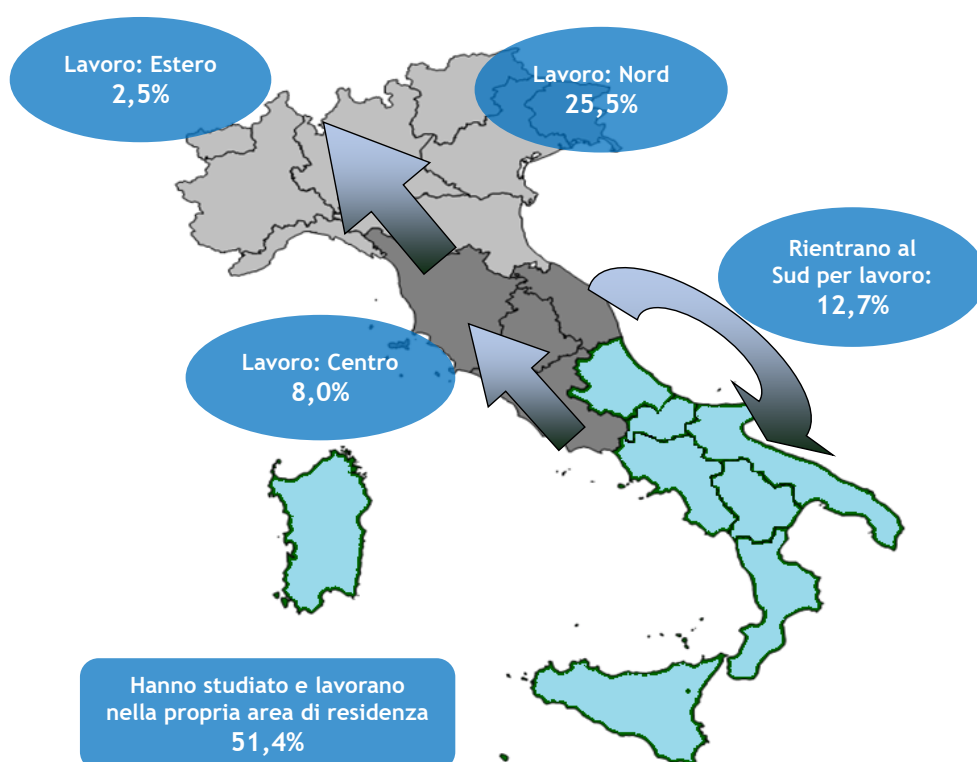 Lavoro: Estero
2,5%
Lavoro: Nord
25,5%
Rientrano al
Sud per lavoro:
12,7%
Lavoro: Centro
8,0%
Hanno studiato e lavorano
nella propria area di residenza
51,4%